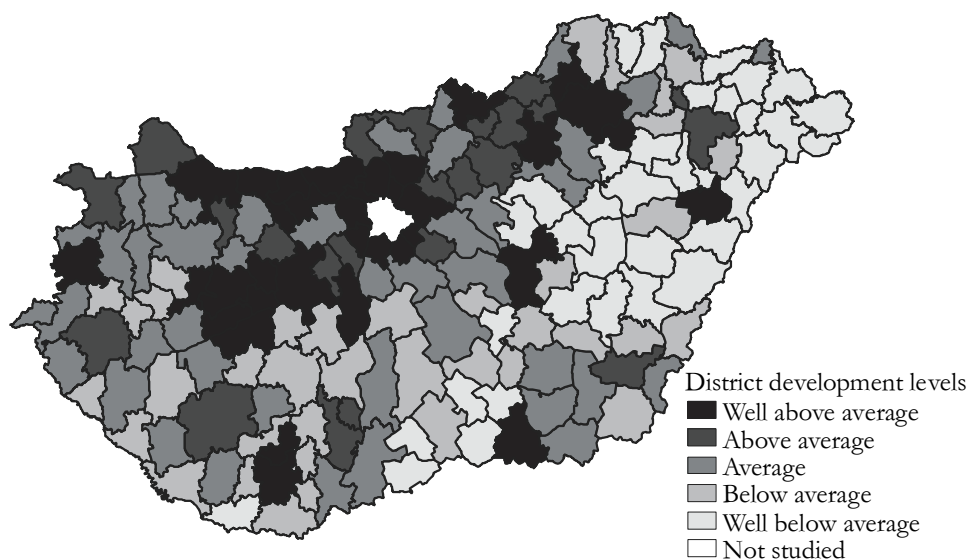 District development levels
Well above average
Above average
Average
Below average
Well below average
Not studied